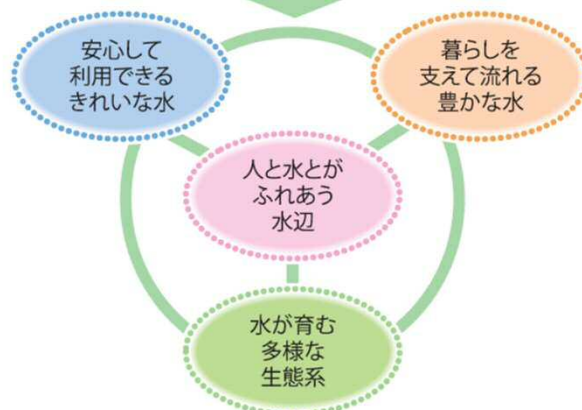 安心して
利用できる
きれいな水
暮らしを
支えて流れる
豊かな水
人と水とが
ふれあう
水辺
水が育む
多様な
生態系